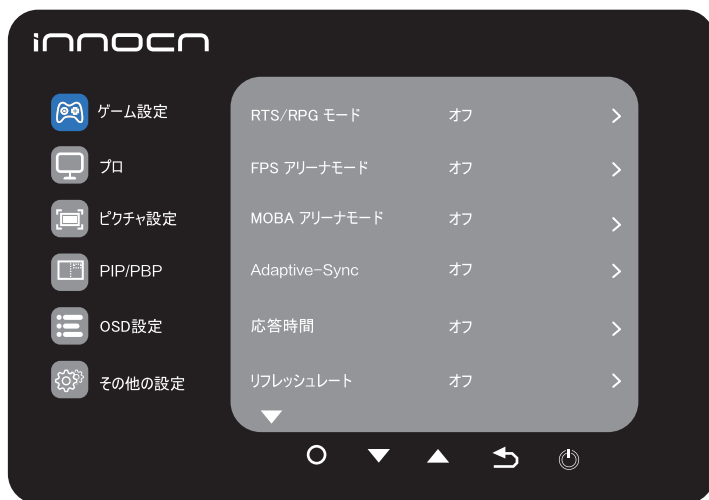 innocn
ゲーム設定
プロ
ピクチャ設定
PIP/PBP
OSD設定
その他の設定
RTS/RPG モード オフ
FPS アリーナモード オフ
MOBA アリーナモード オフ
Adaptive-Sync オフ
応答時間 オフ
リフレッシュレート オフ